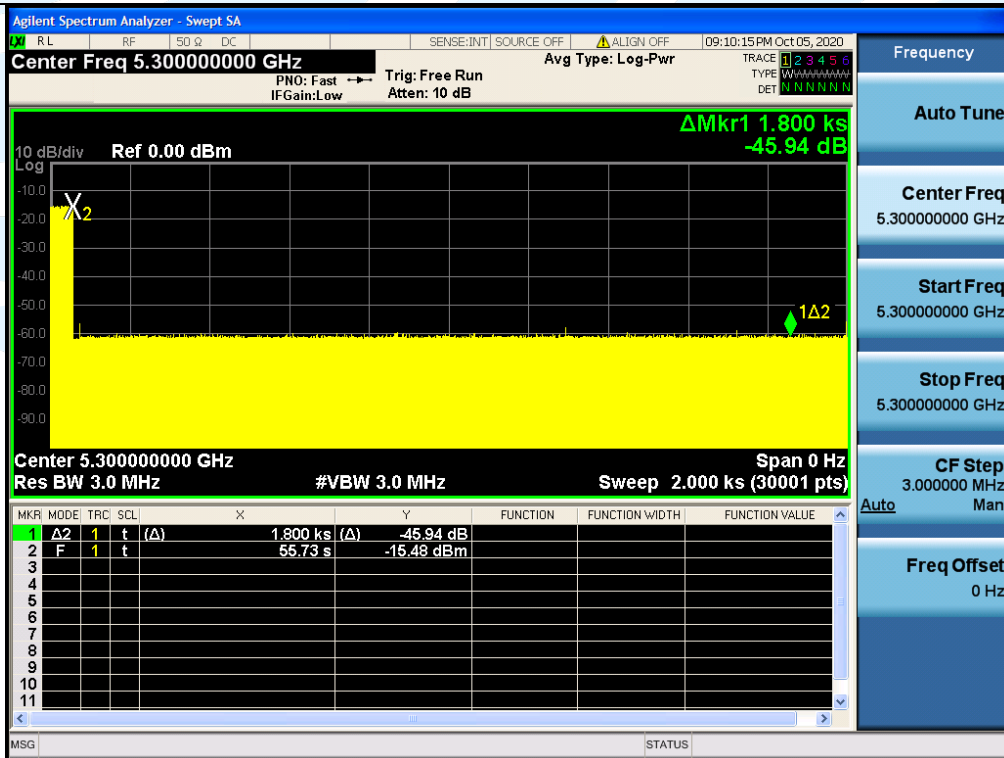 Agilent Spectrum Analyzer - Swept SA
LXI RL RF 50 Ω DC SENSE:INT SOURCE OFF ALIGN OFF 09:10:15 PM Oct 05, 2020
Center Freq 5.300000000 GHz
PNO: Fast
IFGain:Low
Trig: Free Run
Atten: 10 dB
Avg Type: Log-Pwr
TRACE 1 2 3 4 5 6
TYPE WWWWWW
DET N N N N N N
ΔMkr1 1.800 ks
-45.94 dB
10 dB/div Ref 0.00 dBm
Log
-10.0
-20.0
-30.0
-40.0
-50.0
-60.0
-70.0
-80.0
-90.0
X2
1Δ2
Center 5.300000000 GHz Span 0 Hz
Res BW 3.0 MHz #VBW 3.0 MHz Sweep 2.000 ks (30001 pts)
MKR MODE TRC SCL X Y FUNCTION FUNCTION WIDTH FUNCTION VALUE
1 Δ2 1 t (Δ) 1.800 ks (Δ) -45.94 dB
2 F 1 t 55.73 s -15.48 dBm
3
4
5
6
7
8
9
10
11
MSG STATUS
Frequency
Auto Tune
Center Freq
5.300000000 GHz
Start Freq
5.300000000 GHz
Stop Freq
5.300000000 GHz
CF Step
3.000000 MHz
Auto Man
Freq Offset
0 Hz